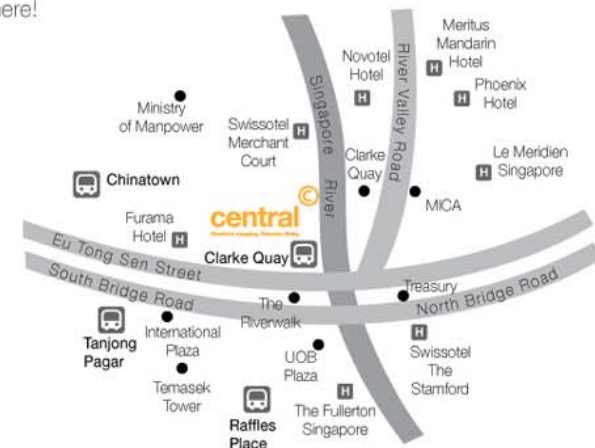 here!
Meritus
Mandarin
Hotel
Novotel
Hotel
River Valley Road
Phoenix
Hotel
Singapore River
Ministry
of Manpower
Swissotel
Merchant
Court
Clarke
Quay
Le Meridien
Singapore
Chinatown
MICA
©
central
Furama
Hotel
Clarke Quay
Eu Tong Sen Street
South Bridge Road
Treasury
North Bridge Road
The
Riverwalk
International
Plaza
Tanjong
Pagar
UOB
Plaza
Swissotel
The
Stamford
Temasek
Tower
The Fullerton
Singapore
Raffles
Place